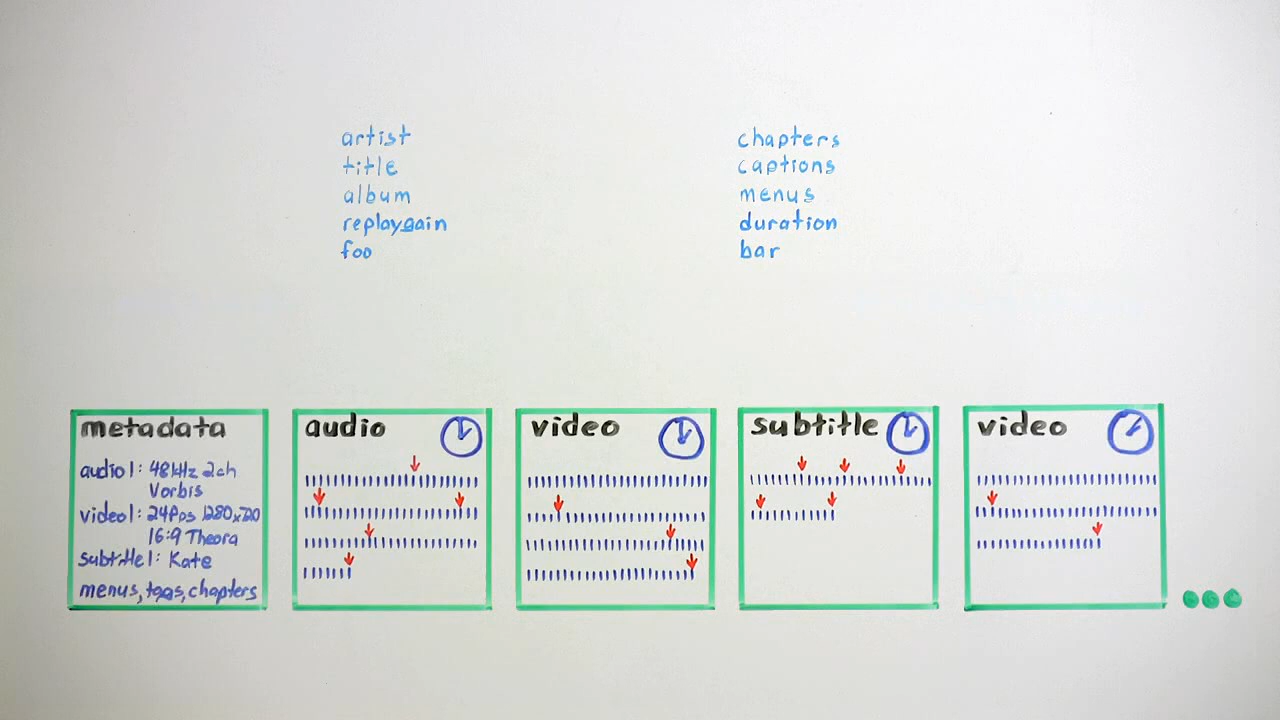 artist
title
album
replaygain
foo
chapters
captions
menus
duration
bar
metadata
audio1: 48kHz 2ch
Vorbis
video1: 24fps 1280x720
16:9 Theora
subtitle1: Kate
menus, tags, chapters
audio
video
subtitle
video